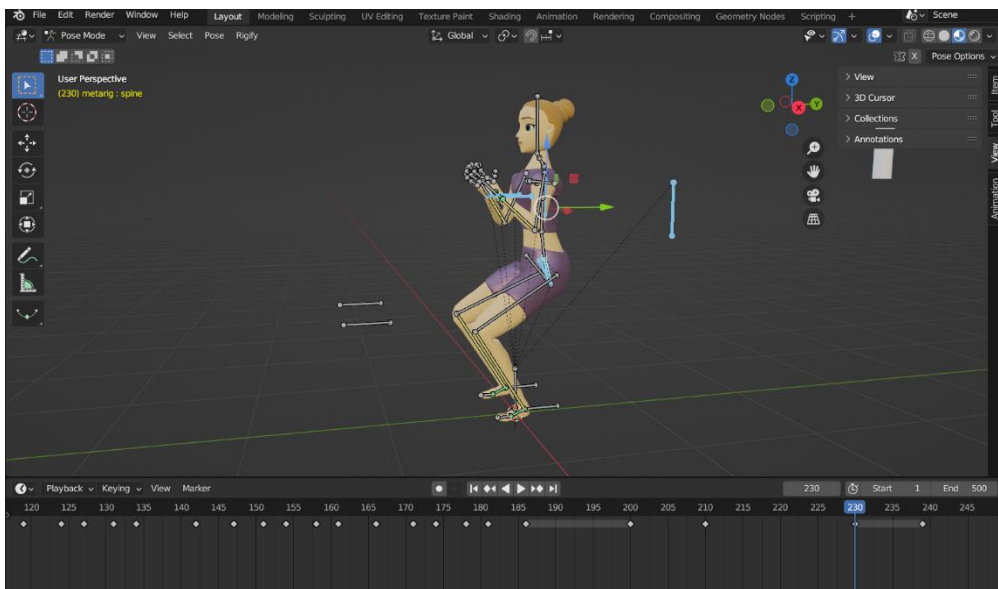 File Edit Render Window Help Layout Modeling Sculpting UV Editing Texture Paint Shading Animation Rendering Compositing Geometry Nodes Scripting + Scene
Pose Mode View Select Pose Rigify Global
X Pose Options
User Perspective
(230) metarig : spine
Z
X
Y
View
3D Cursor
Collections
Annotations
Item
Tool
View
Animation
Playback Keying View Marker 230 Start 1 End 500
120 125 130 135 140 145 150 155 160 165 170 175 180 185 190 195 200 205 210 215 220 225 230 235 240 245